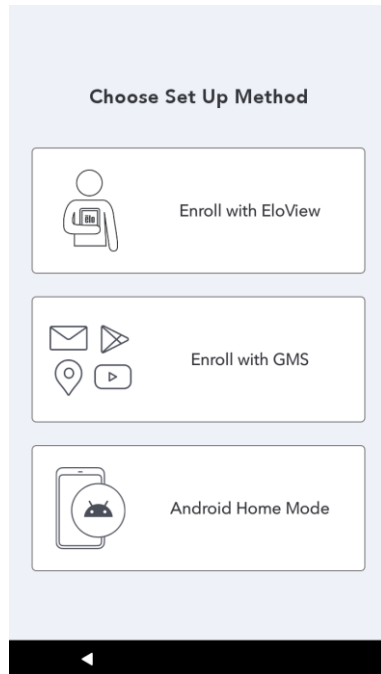 Choose Set Up Method
Elo
Enroll with EloView
Enroll with GMS
Android Home Mode